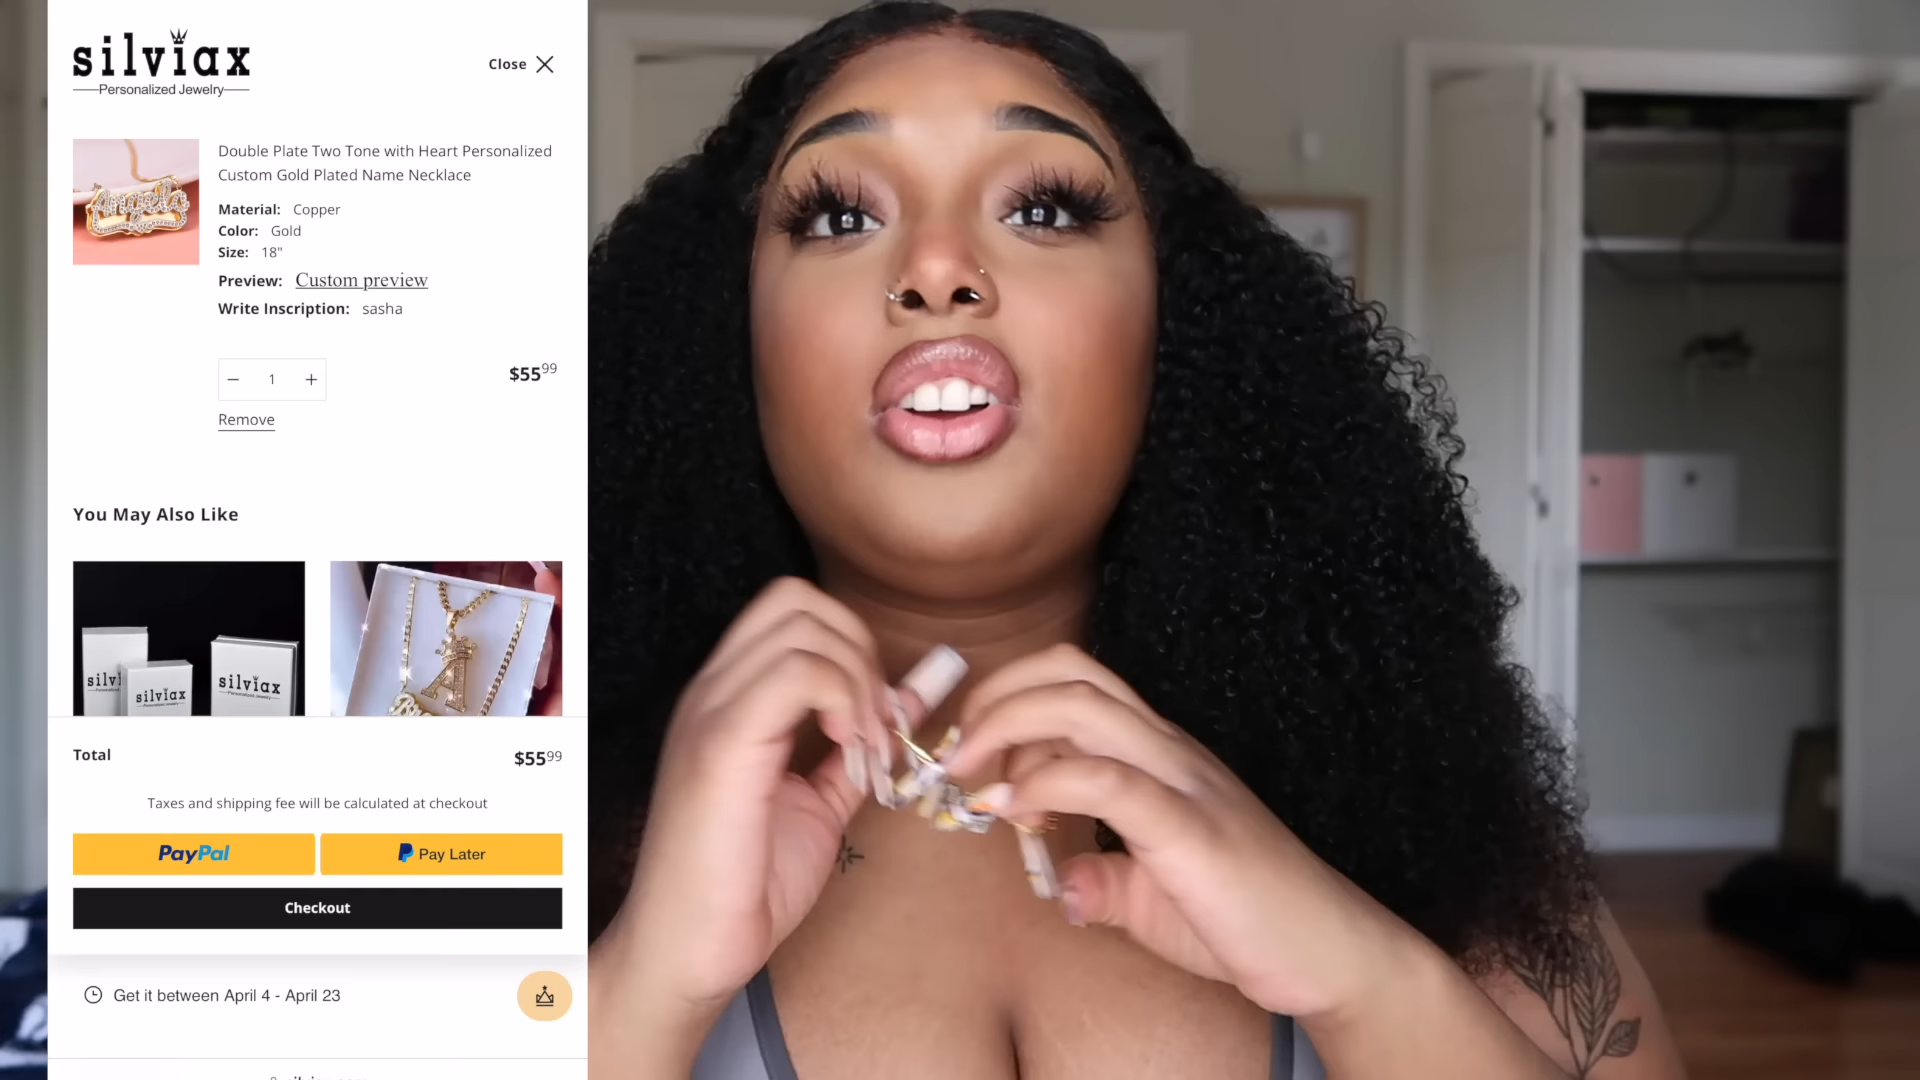 silviax
Personalized Jewelry
Close
Double Plate Two Tone with Heart Personalized
Custom Gold Plated Name Necklace
Material: Copper
Color: Gold
Size: 18"
Preview: Custom preview
Write Inscription: sasha
Angela
− 1 +
$55 99
Remove
You May Also Like
silviax
silviax
Total
$55 99
Taxes and shipping fee will be calculated at checkout
PayPal
Pay Later
Checkout
Get it between April 4 - April 23